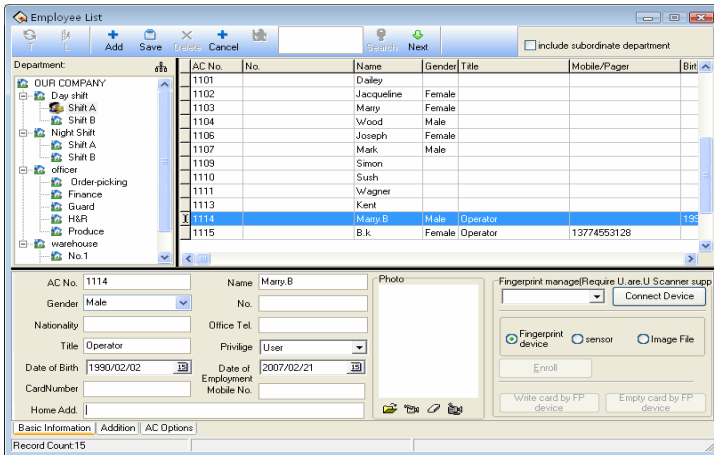 Employee List
T L Add Save Delete Cancel Search Next include subordinate department
Department:
OUR COMPANY
Day shift
Shift A
Shift B
Night Shift
Shift A
Shift B
officer
Order-picking
Finance
Guard
H&R
Produce
warehouse
No.1
AC No. No. Name Gender Title Mobile/Pager Birt
1101 Dailey
1102 Jacqueline Female
1103 Marry Female
1104 Wood Male
1106 Joseph Female
1107 Mark Male
1109 Simon
1110 Sush
1111 Wagner
1113 Kent
1114 Marry.B Male Operator 199
1115 B.k Female Operator 13774553128
AC No. 1114 Name Marry.B
Gender Male No.
Nationality Office Tel.
Title Operator Privilige User
Date of Birth 1990/02/02 15 Date of Employment 2007/02/21 15
CardNumber Mobile No.
Home Add.
Photo
Fingerprint manage(Require U.are.U Scanner supp
Connect Device
Fingerprint device sensor Image File
Enroll
Write card by FP device Empty card by FP device
Basic Information Addition AC Options
Record Count:15